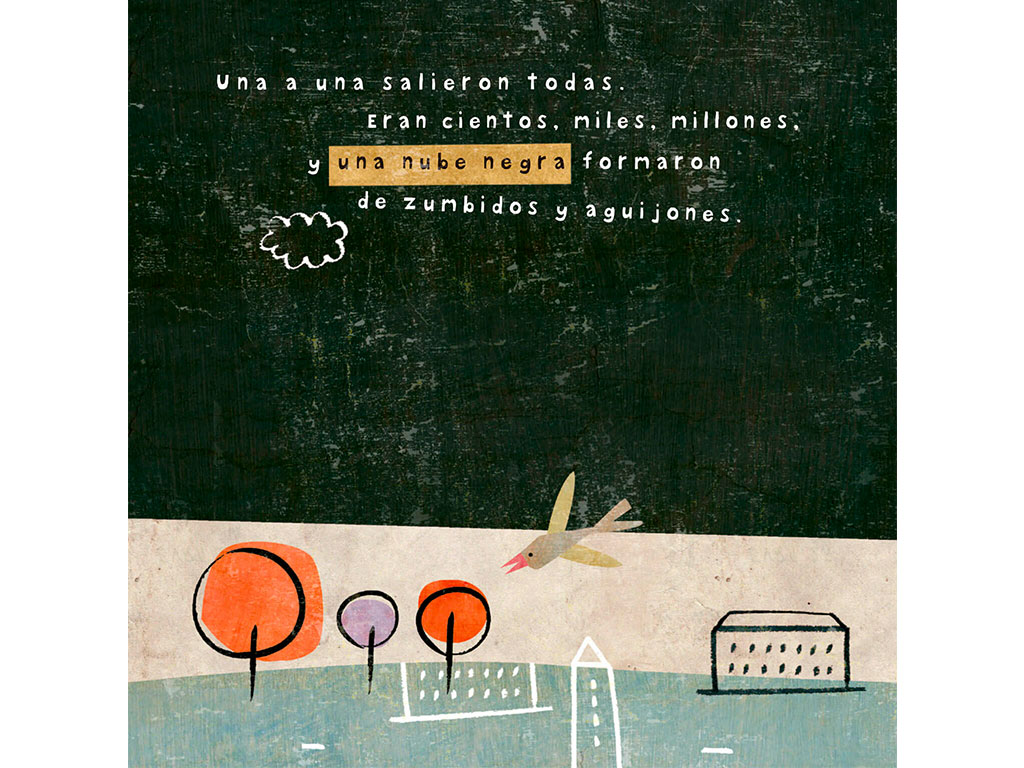 Una a una salieron todas.
Eran cientos, miles, millones,
y una nube negra formaron
de zumbidos y aguijones.